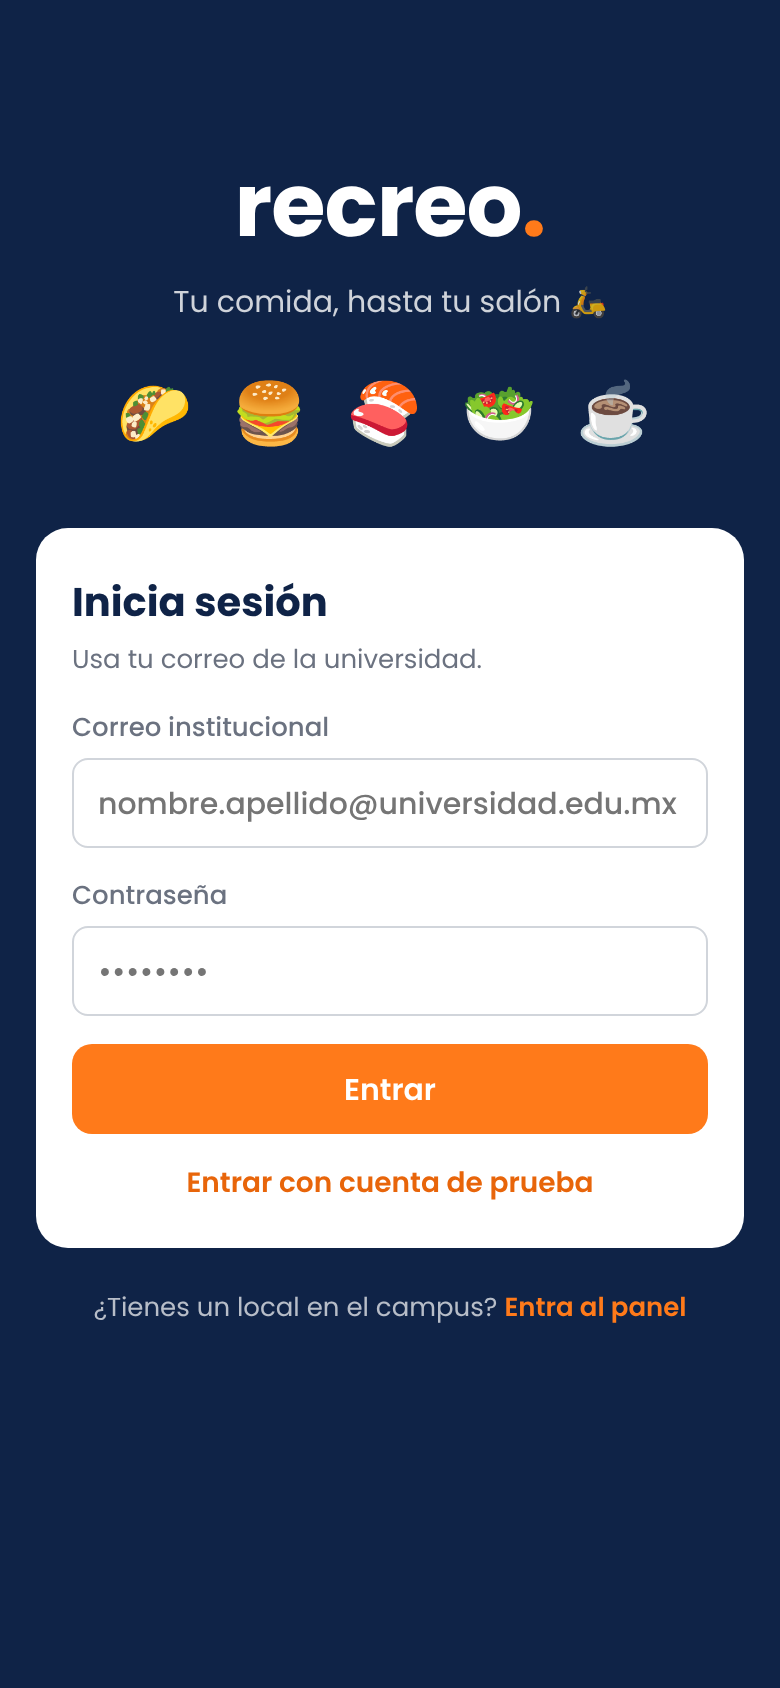 recreo.
Tu comida, hasta tu salón 🛵
Inicia sesión
Usa tu correo de la universidad.
Correo institucional
nombre.apellido@universidad.edu.mx
Contraseña
••••••••
Entrar
Entrar con cuenta de prueba
¿Tienes un local en el campus? Entra al panel